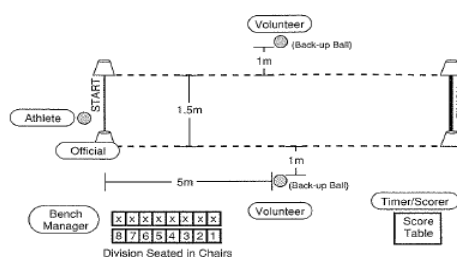 Volunteer
(Back-up Ball)
1m
START
1.5m
Athlete
Official
1m
5m
(Back-up Ball)
Volunteer
Timer/Scorer
Bench
Manager
x x x x x x x x
8 7 6 5 4 3 2 1
Score
Table
Division Seated in Chairs